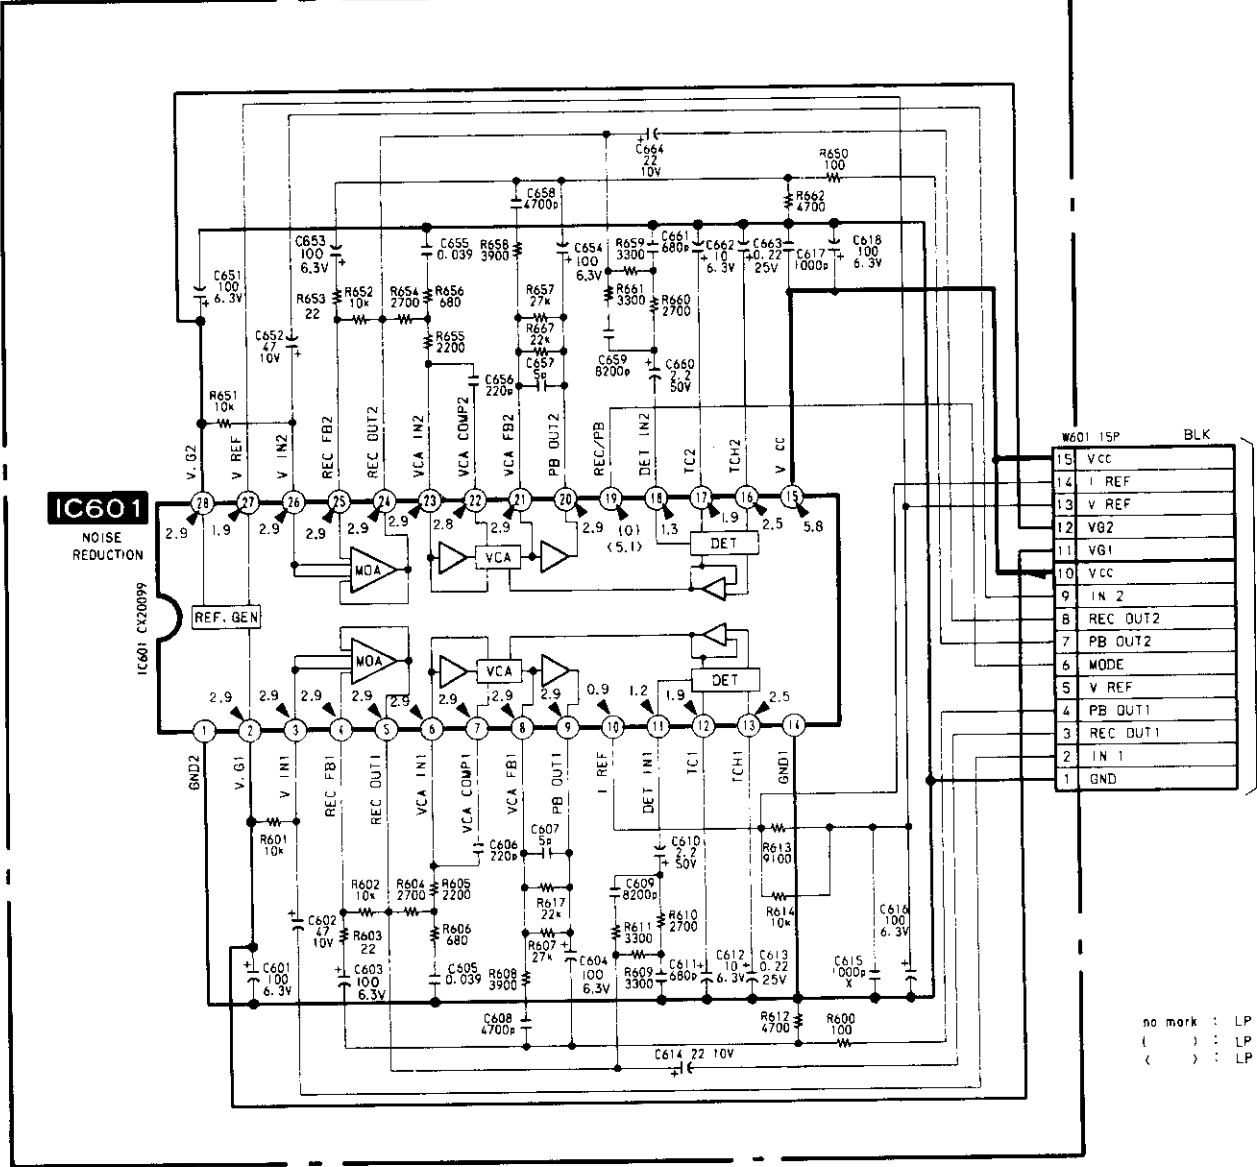 C664
22
10V
R650
100
C658
4700p
R662
4700
C653
100
6.3V
C655
0.039
R658
3900
C654
100
6.3V
R659
3300
C661
680p
C662
10
6.3V
C663
0.22
25V
C617
1000p
C618
100
6.3V
C651
100
6.3V
R653
22
R652
10k
R654
2700
R656
680
R657
27k
R661
3300
R660
2700
C652
47
10V
R655
2200
R667
22k
C657
5p
C659
8200p
C660
2.2
50V
C656
220p
R651
10k
V.G2
V REF
V IN2
REC FB2
REC OUT2
VCA IN2
VCA COMP2
VCA FB2
PB OUT2
REC/PB
DET IN2
TC2
TCH2
V CC
W601 15P
BLK
15 VCC
14 I REF
13 V REF
12 VG2
11 VG1
10 VCC
9 IN 2
8 REC OUT2
7 PB OUT2
6 MODE
5 V REF
4 PB OUT1
3 REC OUT1
2 IN 1
1 GND
IC601
NOISE
REDUCTION
IC601 CX20099
28 27 26 25 24 23 22 21 20 19 18 17 16 15
2.9 1.9 2.9 2.9 2.9 2.9 2.8 2.9 2.9 (0) 1.3 1.9 2.5 5.8
(5.1)
MOA
VCA
DET
REF. GEN
MOA
VCA
DET
2.9 2.9 2.9 2.9 2.9 2.9 2.9 2.9 0.9 1.2 1.9 2.5
1 2 3 4 5 6 7 8 9 10 11 12 13 14
GND2
V.G1
V IN1
REC FB1
REC OUT1
VCA IN1
VCA COMP1
VCA FB1
PB OUT1
I REF
DET IN1
TC1
TCH1
GND1
R601
10k
C606
220p
C607
5p
C610
2.2
50V
R613
9100
R602
10k
R604
2700
R605
2200
R617
22k
C609
8200p
R614
10k
C602
47
10V
R603
22
R606
680
R607
27k
R611
3300
R610
2700
C616
100
6.3V
C601
100
6.3V
C603
100
6.3V
C605
0.039
R608
3900
C604
100
6.3V
R609
3300
C611
680p
C612
10
6.3V
C613
0.22
25V
C615
1000p
X
C608
4700p
R612
4700
R600
100
C614 22 10V
no mark : LP
( ) : LP
< > : LP